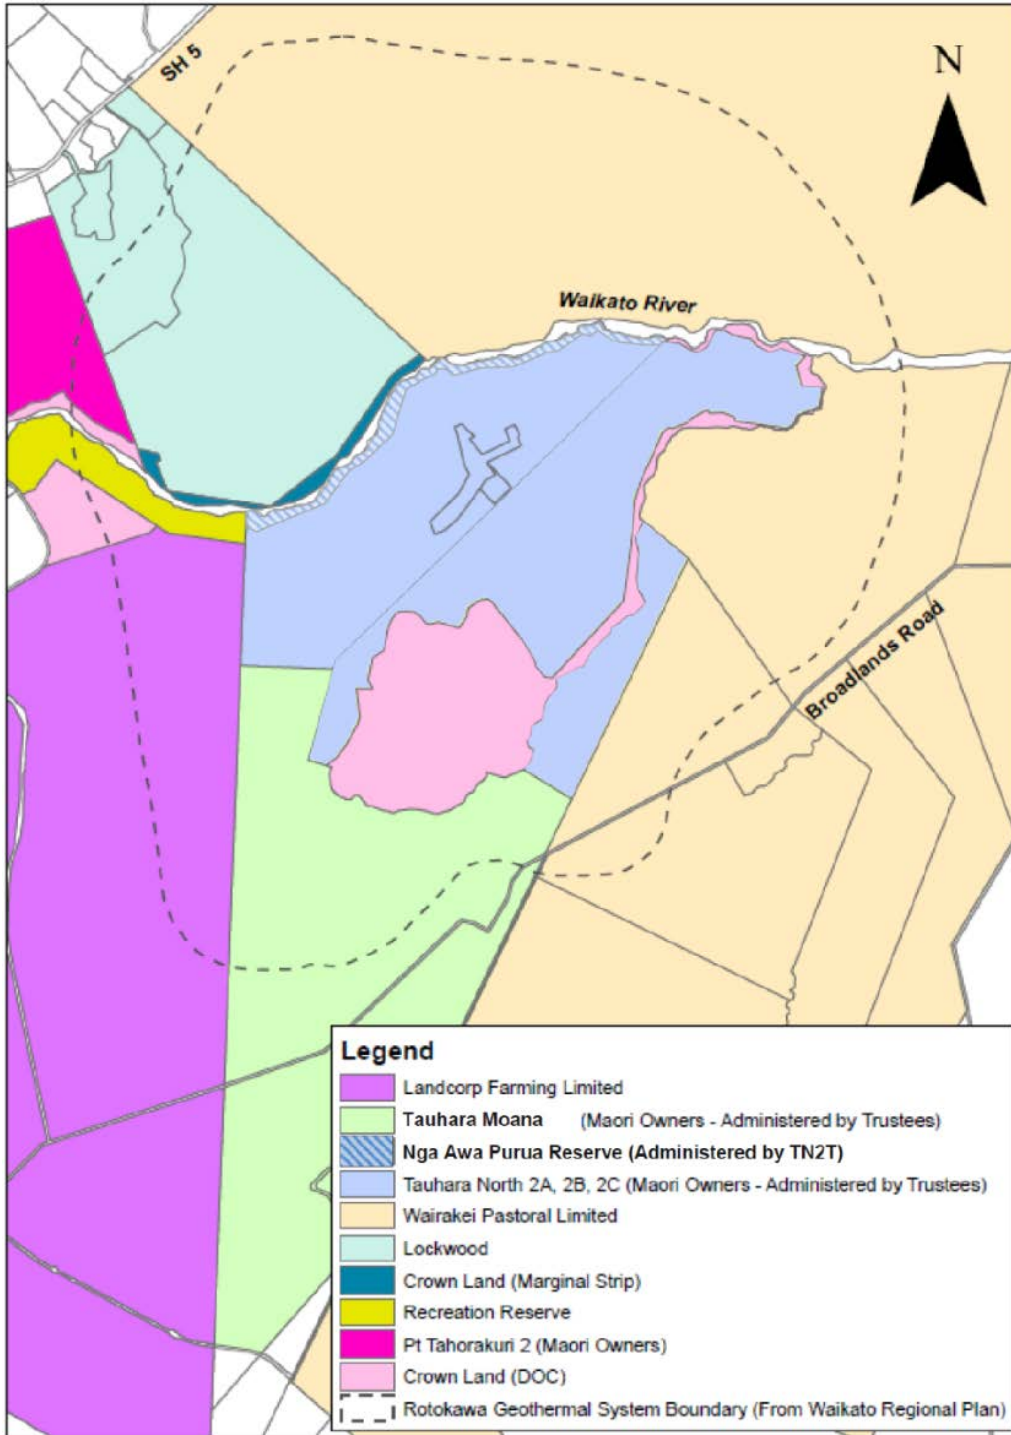 SH 5
N
Waikato River
Broadlands Road
Legend
Landcorp Farming Limited
Tauhara Moana (Maori Owners - Administered by Trustees)
Nga Awa Purua Reserve (Administered by TN2T)
Tauhara North 2A, 2B, 2C (Maori Owners - Administered by Trustees)
Wairakei Pastoral Limited
Lockwood
Crown Land (Marginal Strip)
Recreation Reserve
Pt Tahorakuri 2 (Maori Owners)
Crown Land (DOC)
Rotokawa Geothermal System Boundary (From Waikato Regional Plan)